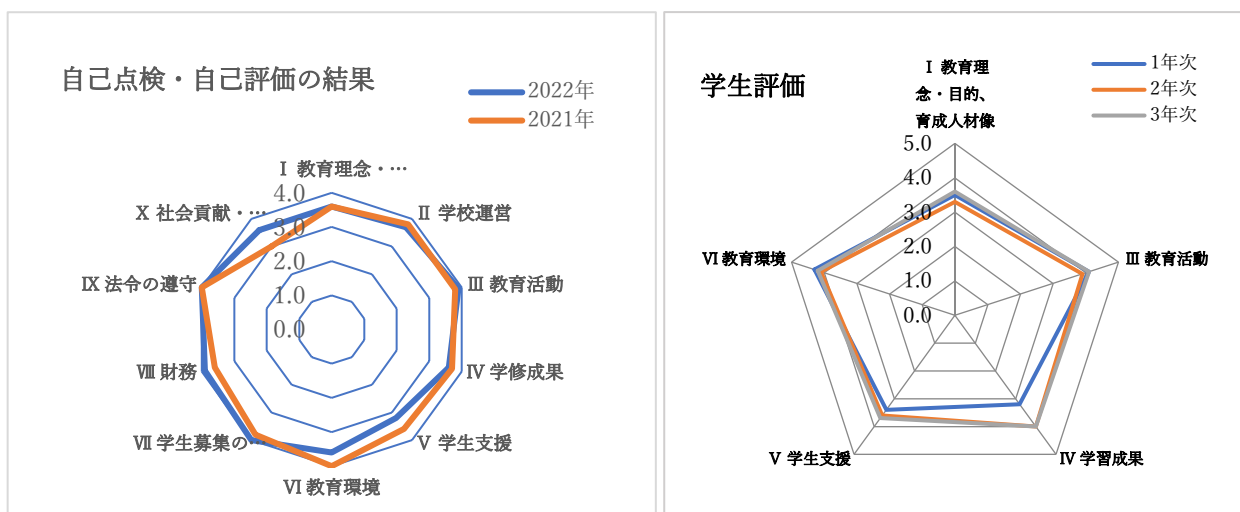 自己点検・自己評価の結果
2022年
2021年
Ⅰ 教育理念・…
Ⅱ 学校運営
Ⅲ 教育活動
Ⅳ 学修成果
Ⅴ 学生支援
Ⅵ 教育環境
Ⅶ 学生募集の…
Ⅷ 財務
Ⅸ 法令の遵守
Ⅹ 社会貢献・…
4.0
3.0
2.0
1.0
0.0
学生評価
1年次
2年次
3年次
Ⅰ 教育理
念・目的、
育成人材像
Ⅲ 教育活動
Ⅳ 学習成果
Ⅴ 学生支援
Ⅵ 教育環境
5.0
4.0
3.0
2.0
1.0
0.0